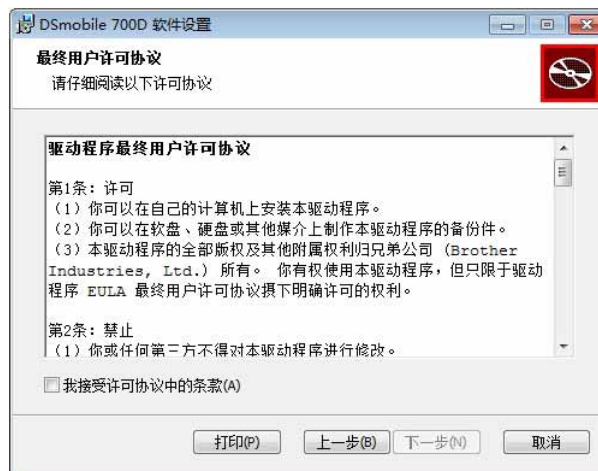 DSmobile 700D 软件设置
最终用户许可协议
请仔细阅读以下许可协议
驱动程序最终用户许可协议
第1条：许可
（1）你可以在自己的计算机上安装本驱动程序。
（2）你可以在软盘、硬盘或其他媒介上制作本驱动程序的备份件。
（3）本驱动程序的全部版权及其他附属权利归兄弟公司 (Brother
Industries, Ltd.) 所有。 你有权使用本驱动程序，但只限于驱动
程序 EULA 最终用户许可协议摄下明确许可的权利。
第2条：禁止
（1）你或任何第三方不得对本驱动程序进行修改。
我接受许可协议中的条款(A)
打印(P) 上一步(B) 下一步(N) 取消